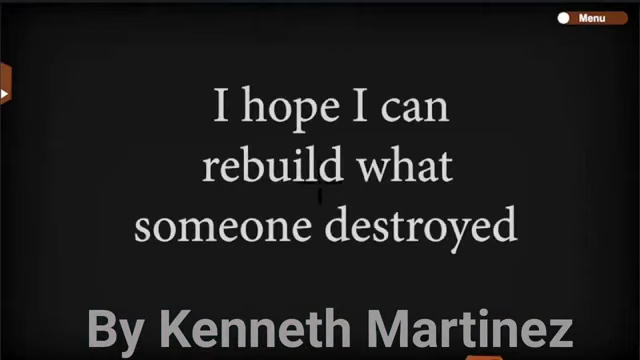 Menu
I hope I can
rebuild what
someone destroyed
By Kenneth Martinez